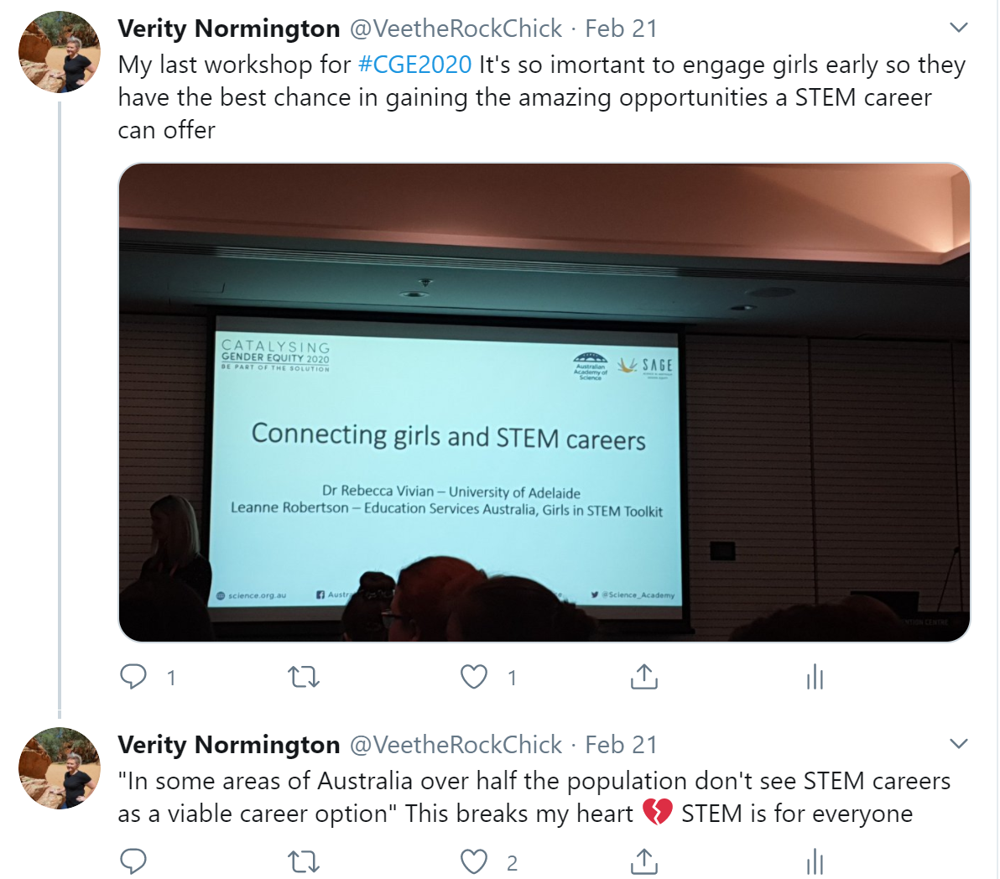 Verity Normington @VeetheRockChick · Feb 21
My last workshop for #CGE2020 It's so imortant to engage girls early so they
have the best chance in gaining the amazing opportunities a STEM career
can offer
CATALYSING
GENDER EQUITY 2020
BE PART OF THE SOLUTION
Australian
Academy of
Science
SAGE
Connecting girls and STEM careers
Dr Rebecca Vivian – University of Adelaide
Leanne Robertson – Education Services Australia, Girls in STEM Toolkit
science.org.au
Austr
@Science_Academy
NTION CENTRE
1
1
Verity Normington @VeetheRockChick · Feb 21
"In some areas of Australia over half the population don't see STEM careers
as a viable career option" This breaks my heart 💔 STEM is for everyone
2